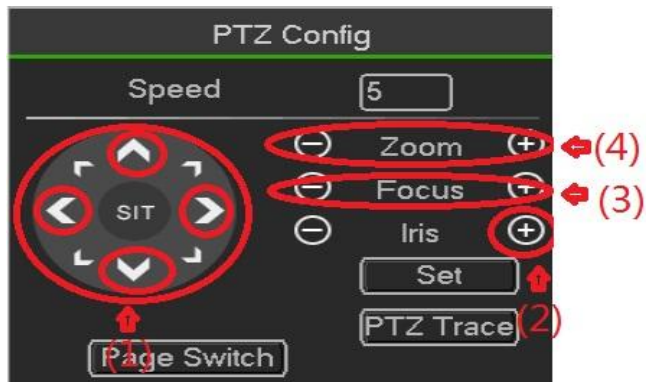 PTZ Config
Speed 5
Zoom (4)
Focus (3)
SIT
Iris
Set
PTZ Trace (2)
(1)
Page Switch